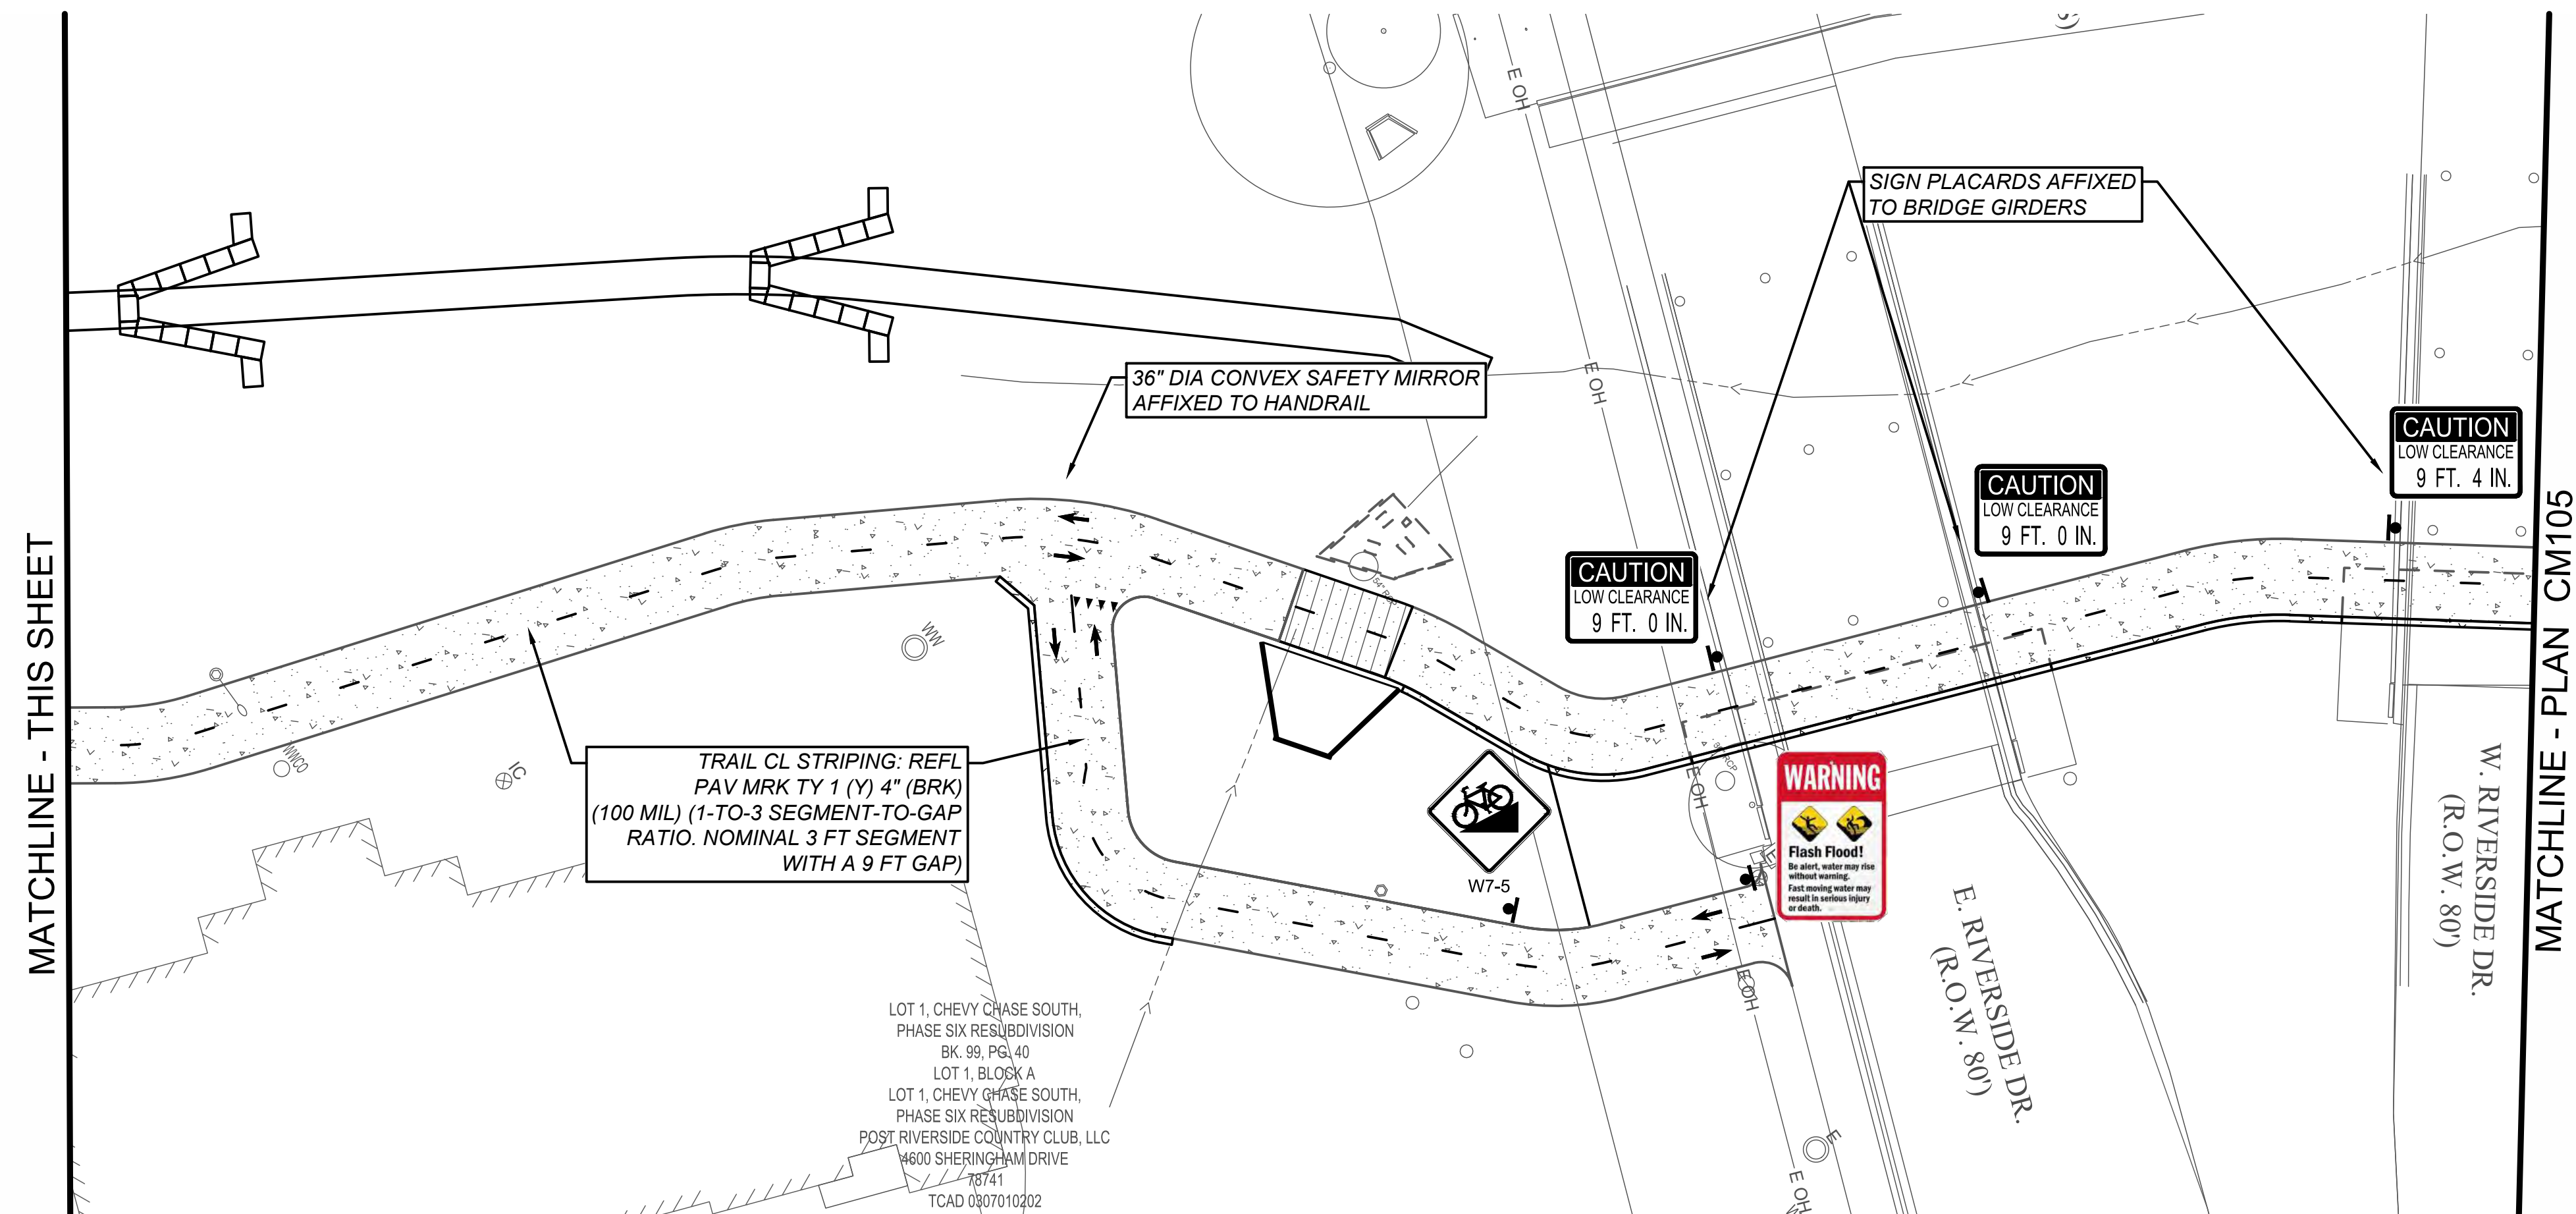 MATCHLINE - THIS SHEET
E OH
SIGN PLACARDS AFFIXED
TO BRIDGE GIRDERS
36" DIA CONVEX SAFETY MIRROR
AFFIXED TO HANDRAIL
E OH
CAUTION
LOW CLEARANCE
9 FT. 4 IN.
CAUTION
LOW CLEARANCE
9 FT. 0 IN.
CAUTION
LOW CLEARANCE
9 FT. 0 IN.
WW
WWCO
IC
TRAIL CL STRIPING: REFL
PAV MRK TY 1 (Y) 4" (BRK)
(100 MIL) (1-TO-3 SEGMENT-TO-GAP
RATIO. NOMINAL 3 FT SEGMENT
WITH A 9 FT GAP)
E OH
W7-5
WARNING
Flash Flood!
Be alert, water may rise
without warning.
Fast moving water may
result in serious injury
or death.
E OH
LOT 1, CHEVY CHASE SOUTH,
PHASE SIX RESUBDIVISION
BK. 99, PG. 40
LOT 1, BLOCK A
LOT 1, CHEVY CHASE SOUTH,
PHASE SIX RESUBDIVISION
POST RIVERSIDE COUNTRY CLUB, LLC
4600 SHERINGHAM DRIVE
78741
TCAD 0307010202
E. RIVERSIDE DR.
(R.O.W. 80')
W. RIVERSIDE DR.
(R.O.W. 80')
E
E OH
MATCHLINE - PLAN CM105